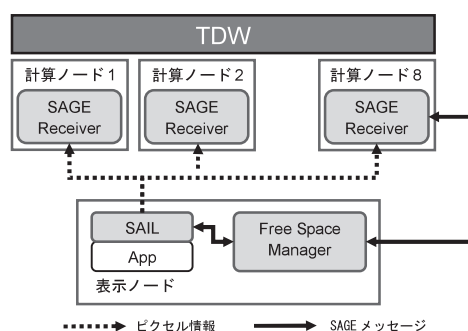 TDW
計算ノード1
計算ノード2
計算ノード8
SAGE
Receiver
SAGE
Receiver
SAGE
Receiver
SAIL
App
Free Space
Manager
表示ノード
ピクセル情報
SAGE メッセージ